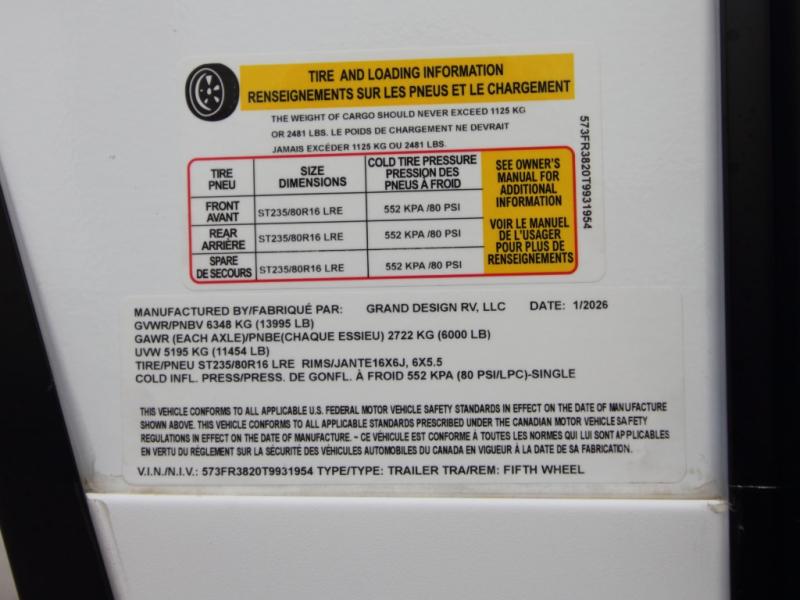 TIRE AND LOADING INFORMATION
RENSEIGNEMENTS SUR LES PNEUS ET LE CHARGEMENT
THE WEIGHT OF CARGO SHOULD NEVER EXCEED 1125 KG
OR 2481 LBS. LE POIDS DE CHARGEMENT NE DEVRAIT
JAMAIS EXCÉDER 1125 KG OU 2481 LBS.
573FR3820T9931954
TIRE PNEU SIZE DIMENSIONS COLD TIRE PRESSURE PRESSION DES PNEUS À FROID
FRONT AVANT ST235/80R16 LRE 552 KPA /80 PSI
REAR ARRIÈRE ST235/80R16 LRE 552 KPA /80 PSI
SPARE DE SECOURS ST235/80R16 LRE 552 KPA /80 PSI
SEE OWNER'S
MANUAL FOR
ADDITIONAL
INFORMATION
VOIR LE MANUEL
DE L'USAGER
POUR PLUS DE
RENSEIGNEMENTS
MANUFACTURED BY/FABRIQUÉ PAR: GRAND DESIGN RV, LLC DATE: 1/2026
GVWR/PNBV 6348 KG (13995 LB)
GAWR (EACH AXLE)/PNBE(CHAQUE ESSIEU) 2722 KG (6000 LB)
UVW 5195 KG (11454 LB)
TIRE/PNEU ST235/80R16 LRE RIMS/JANTE16X6J, 6X5.5
COLD INFL. PRESS/PRESS. DE GONFL. À FROID 552 KPA (80 PSI/LPC)-SINGLE
THIS VEHICLE CONFORMS TO ALL APPLICABLE U.S. FEDERAL MOTOR VEHICLE SAFETY STANDARDS IN EFFECT ON THE DATE OF MANUFACTURE
SHOWN ABOVE. THIS VEHICLE CONFORMS TO ALL APPLICABLE STANDARDS PRESCRIBED UNDER THE CANADIAN MOTOR VEHICLE SAFETY
REGULATIONS IN EFFECT ON THE DATE OF MANUFACTURE. – CE VÉHICULE EST CONFORME À TOUTES LES NORMES QUI LUI SONT APPLICABLES
EN VERTU DU RÈGLEMENT SUR LA SÉCURITÉ DES VÉHICULES AUTOMOBILES DU CANADA EN VIGUEUR À LA DATE DE SA FABRICATION.
V.I.N./N.I.V.: 573FR3820T9931954 TYPE/TYPE: TRAILER TRA/REM: FIFTH WHEEL